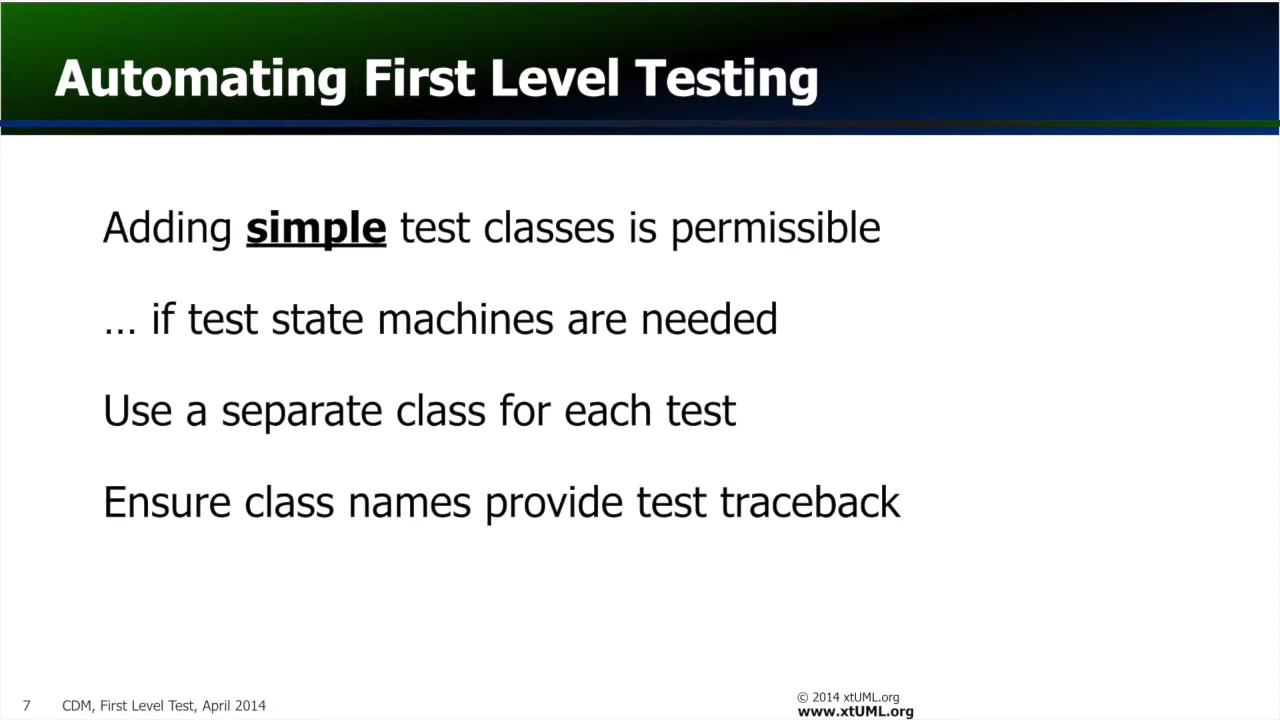 Automating First Level Testing
Adding simple test classes is permissible
… if test state machines are needed
Use a separate class for each test
Ensure class names provide test traceback
7 CDM, First Level Test, April 2014
© 2014 xtUML.org
www.xtUML.org